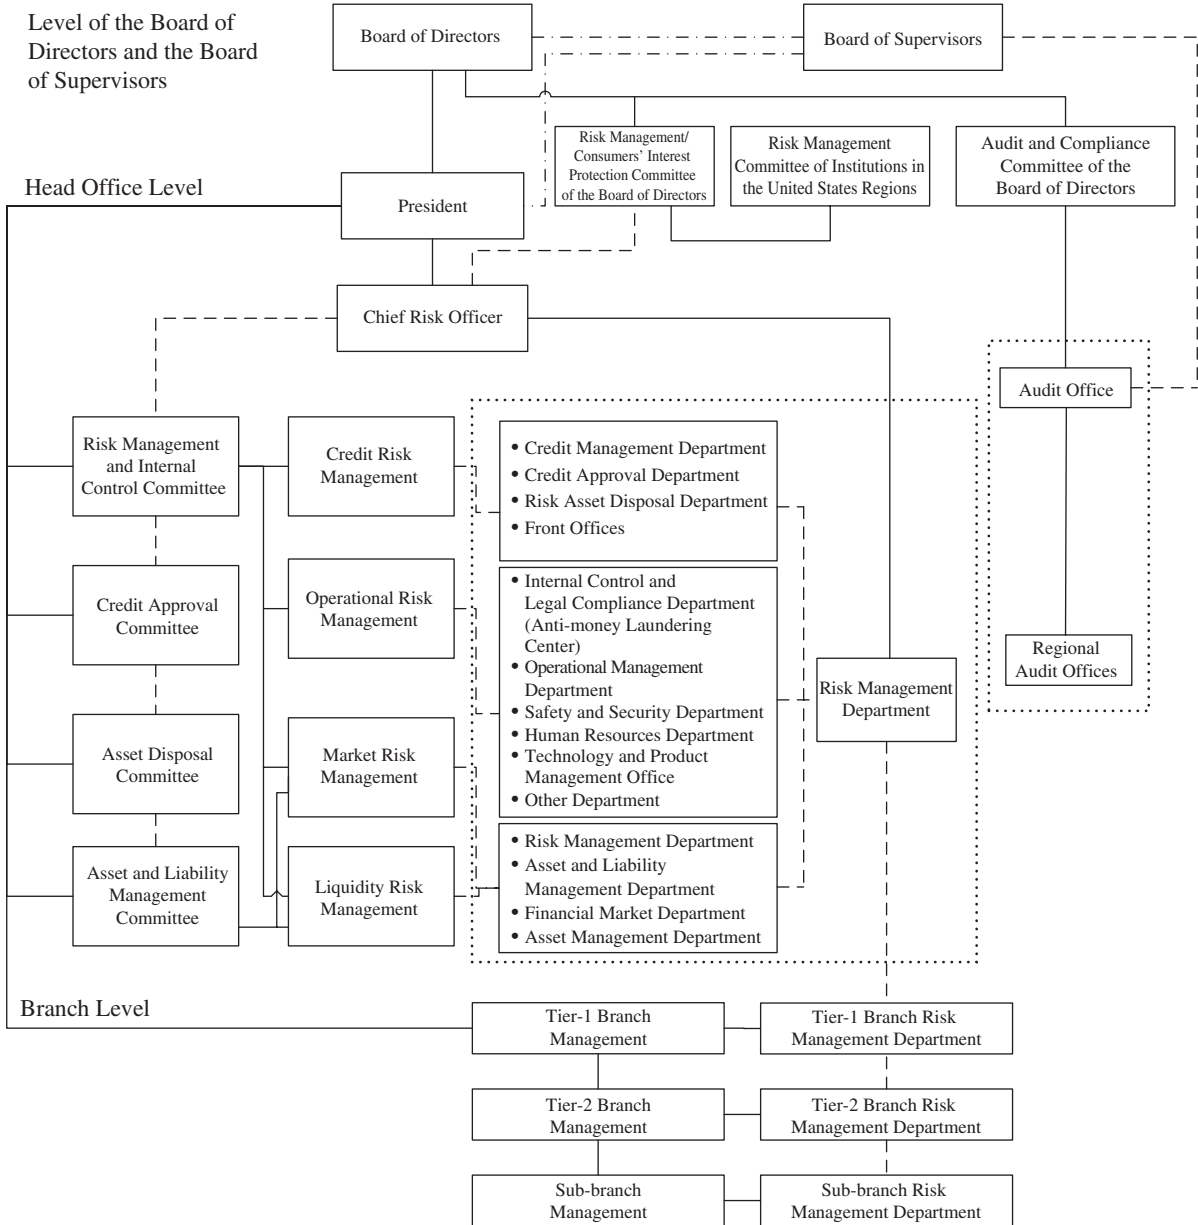 Level of the Board of
Directors and the Board
of Supervisors
Board of Directors
Board of Supervisors
Risk Management/
Consumers' Interest
Protection Committee
of the Board of Directors
Risk Management
Committee of Institutions in
the United States Regions
Audit and Compliance
Committee of the
Board of Directors
Head Office Level
President
Chief Risk Officer
Audit Office
Regional
Audit Offices
Risk Management
and Internal
Control Committee
Credit Approval
Committee
Asset Disposal
Committee
Asset and Liability
Management
Committee
Credit Risk
Management
Operational Risk
Management
Market Risk
Management
Liquidity Risk
Management
• Credit Management Department
• Credit Approval Department
• Risk Asset Disposal Department
• Front Offices
• Internal Control and
Legal Compliance Department
(Anti-money Laundering
Center)
• Operational Management
Department
• Safety and Security Department
• Human Resources Department
• Technology and Product
Management Office
• Other Department
• Risk Management Department
• Asset and Liability
Management Department
• Financial Market Department
• Asset Management Department
Risk Management
Department
Branch Level
Tier-1 Branch
Management
Tier-1 Branch Risk
Management Department
Tier-2 Branch
Management
Tier-2 Branch Risk
Management Department
Sub-branch
Management
Sub-branch Risk
Management Department